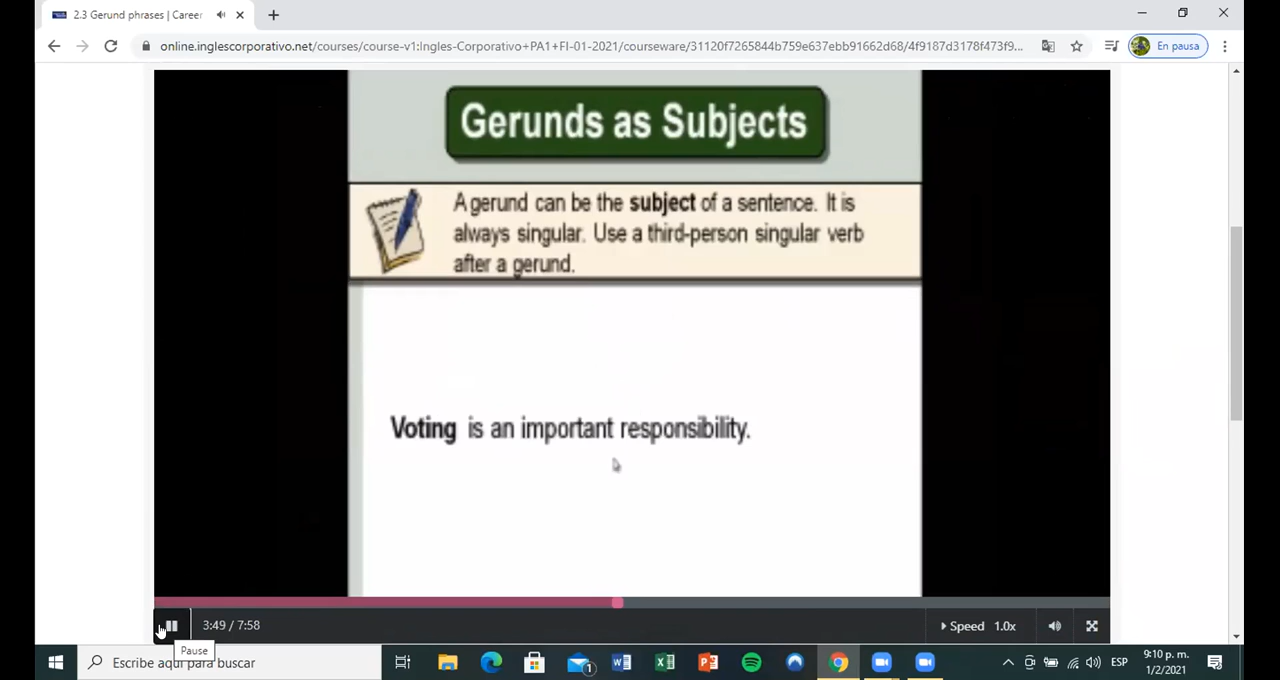 2.3 Gerund phrases | Career
online.inglescorporativo.net/courses/course-v1:Ingles-Corporativo+PA1+FI-01-2021/courseware/31120f7265844b759e637ebb91662d68/4f9187d3178f473f9...
En pausa
Gerunds as Subjects
A gerund can be the subject of a sentence. It is
always singular. Use a third-person singular verb
after a gerund.
Voting is an important responsibility.
3:49 / 7:58
Speed 1.0x
Pause
Escribe aquí para buscar
1
ESP
9:10 p. m.
1/2/2021